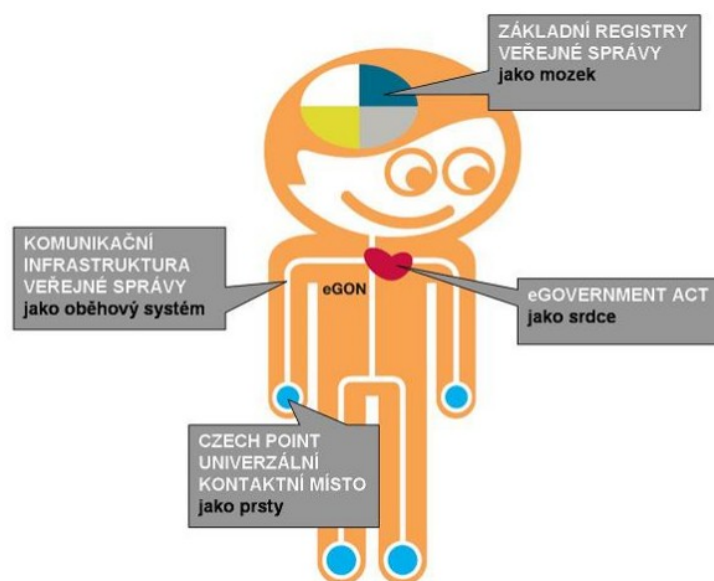 ZÁKLADNÍ REGISTRY
VEŘEJNÉ SPRÁVY
jako mozek
KOMUNIKAČNÍ
INFRASTRUKTURA
VEŘEJNÉ SPRÁVY
jako oběhový systém
eGON
eGOVERNMENT ACT
jako srdce
CZECH POINT
UNIVERZÁLNÍ
KONTAKTNÍ MÍSTO
jako prsty